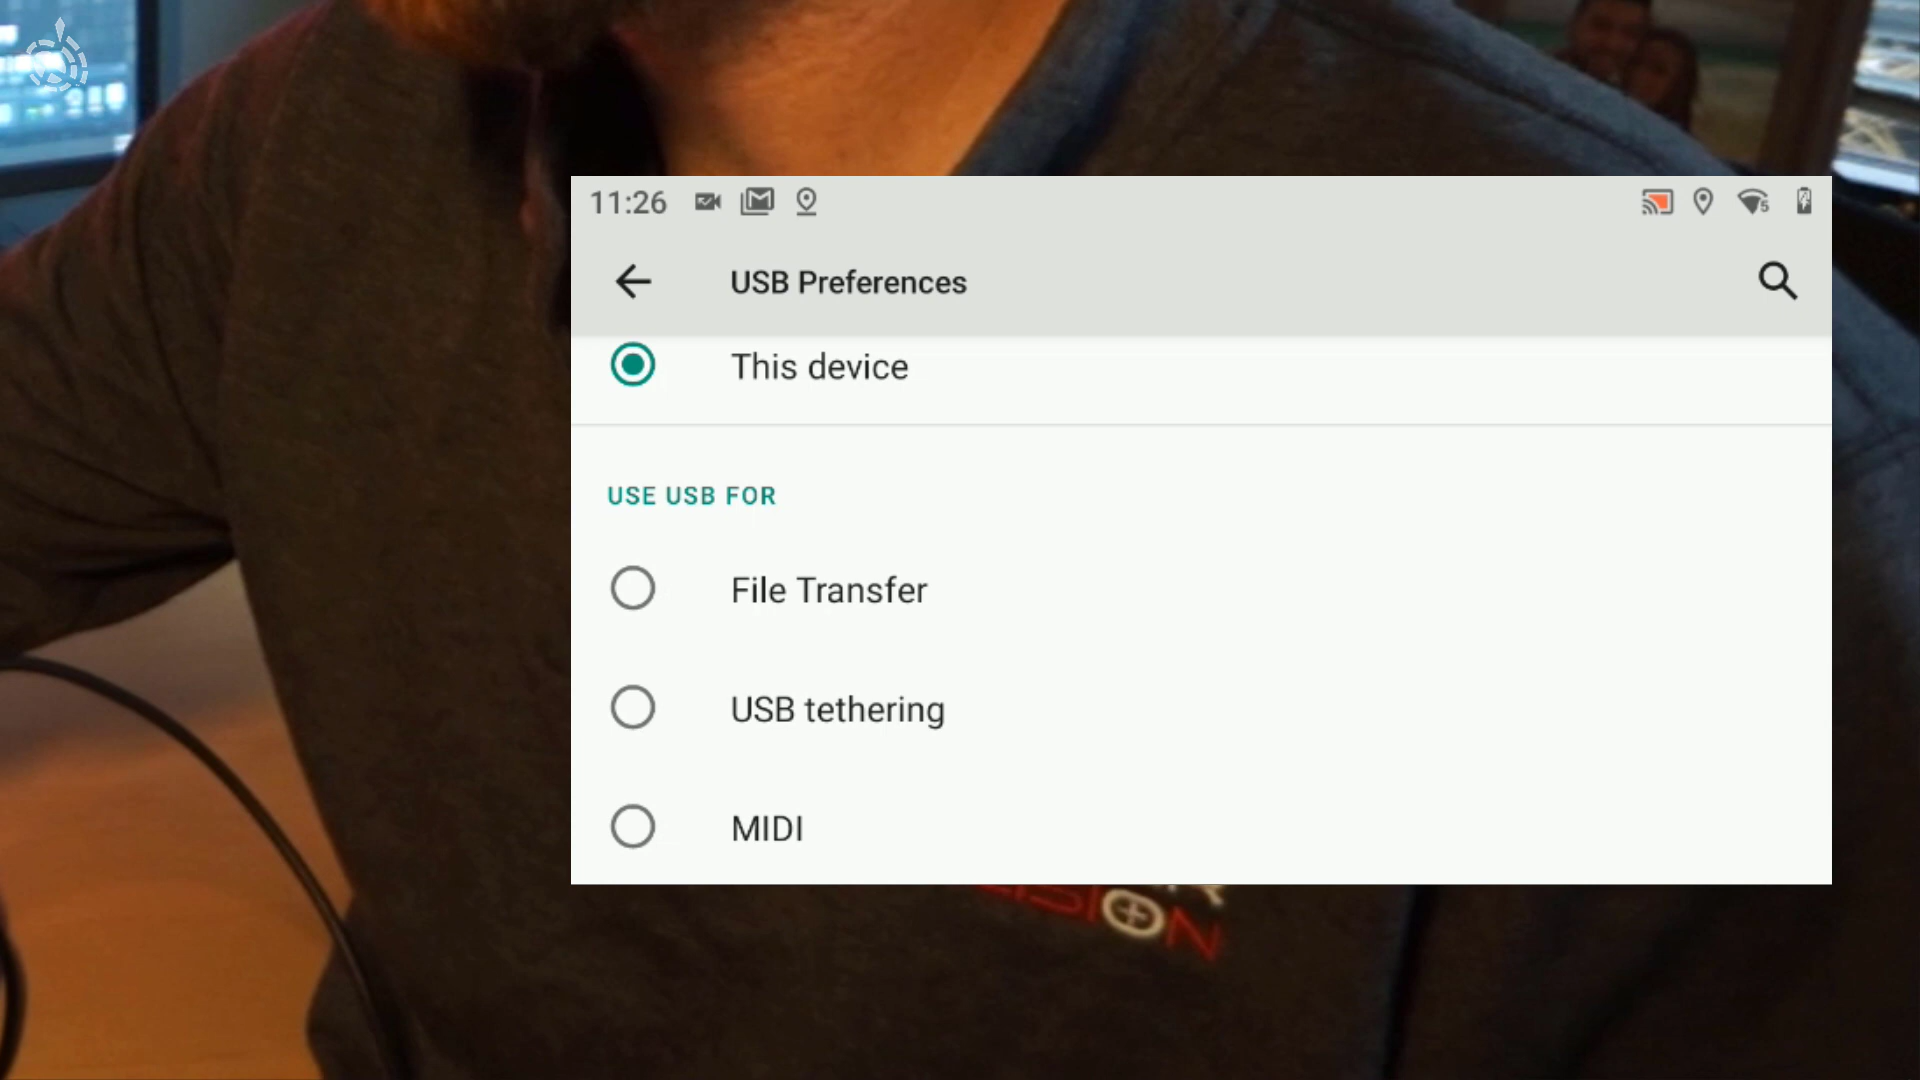 11:26
USB Preferences
This device
USE USB FOR
File Transfer
USB tethering
MIDI